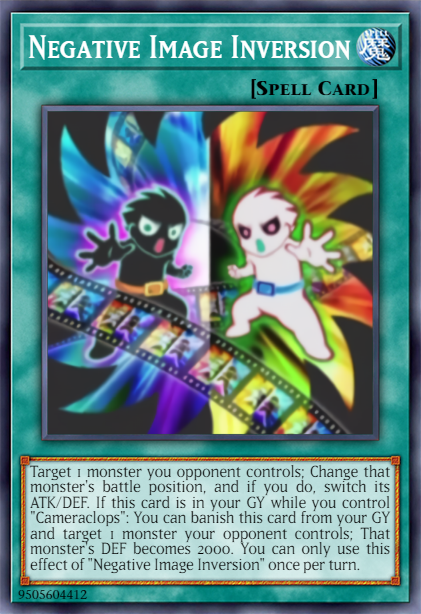 NEGATIVE IMAGE INVERSION 魔
[SPELL CARD]
Target 1 monster you opponent controls; Change that
monster's battle position, and if you do, switch its
ATK/DEF. If this card is in your GY while you control
"Cameraclops": You can banish this card from your GY
and target 1 monster your opponent controls; That
monster's DEF becomes 2000. You can only use this
effect of "Negative Image Inversion" once per turn.
9505604412